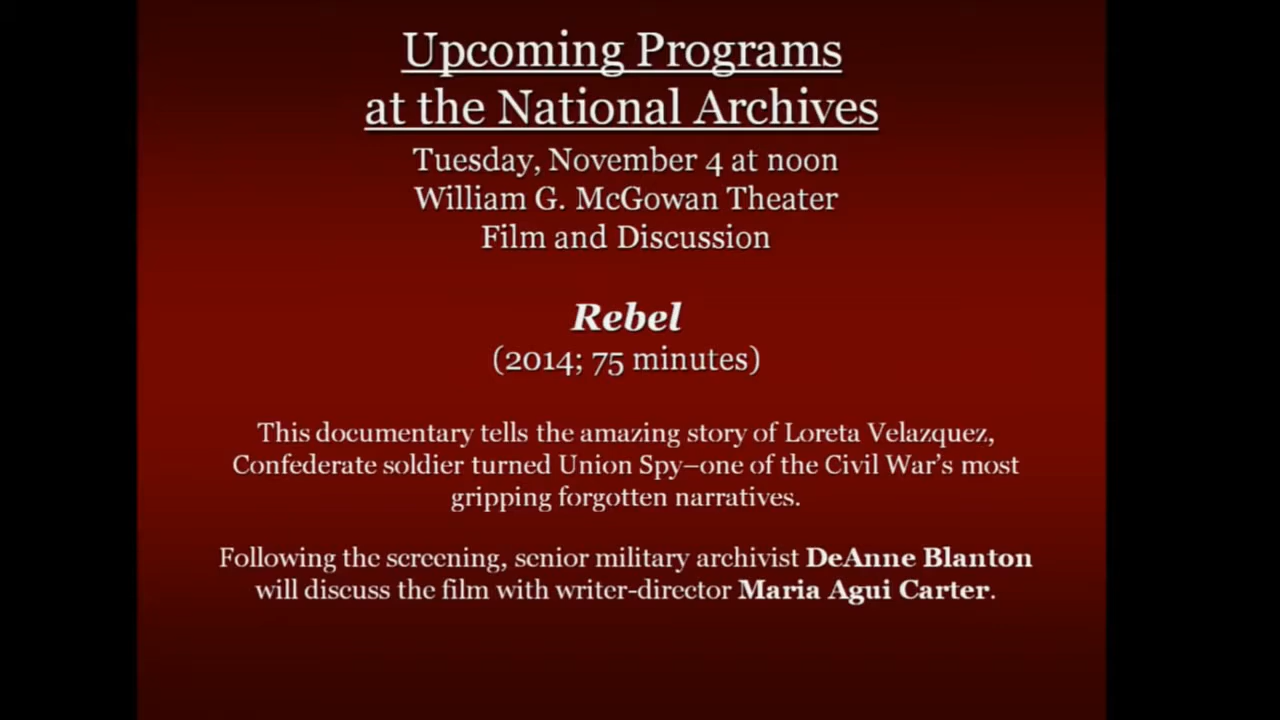 Upcoming Programs
at the National Archives
Tuesday, November 4 at noon
William G. McGowan Theater
Film and Discussion
Rebel
(2014; 75 minutes)
This documentary tells the amazing story of Loreta Velazquez,
Confederate soldier turned Union Spy–one of the Civil War’s most
gripping forgotten narratives.
Following the screening, senior military archivist DeAnne Blanton
will discuss the film with writer-director Maria Agui Carter.